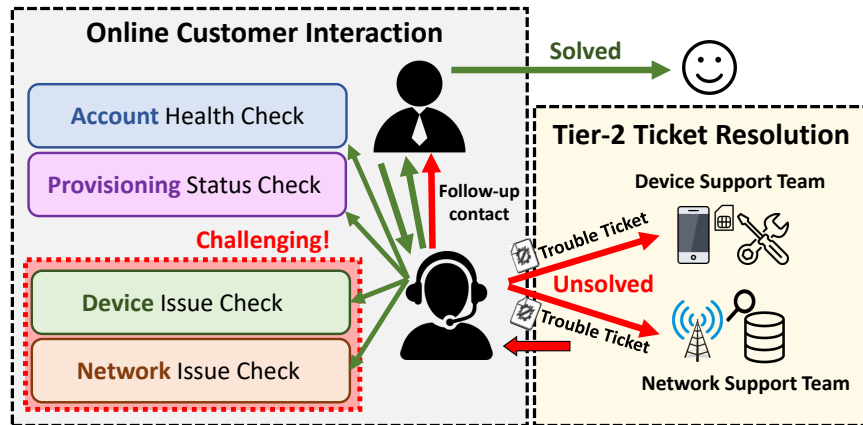 Online Customer Interaction
Solved
Account Health Check
Provisioning Status Check
Follow-up
contact
Challenging!
Device Issue Check
Network Issue Check
Tier-2 Ticket Resolution
Device Support Team
Trouble Ticket
Unsolved
Trouble Ticket
Network Support Team